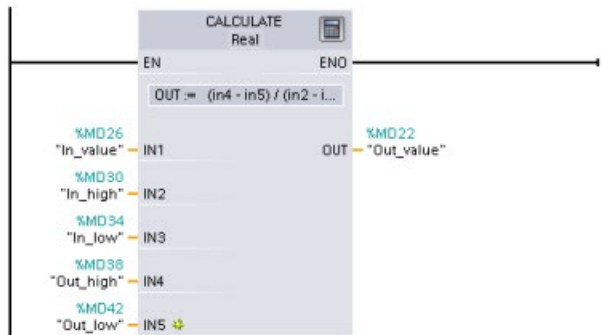 CALCULATE
Real
EN ENO
OUT := (in4 - in5) / (in2 - i...
%MD26 %MD22
"In_value" IN1 OUT "Out_value"
%MD30
"In_high" IN2
%MD34
"In_low" IN3
%MD38
"Out_high" IN4
%MD42
"Out_low" IN5